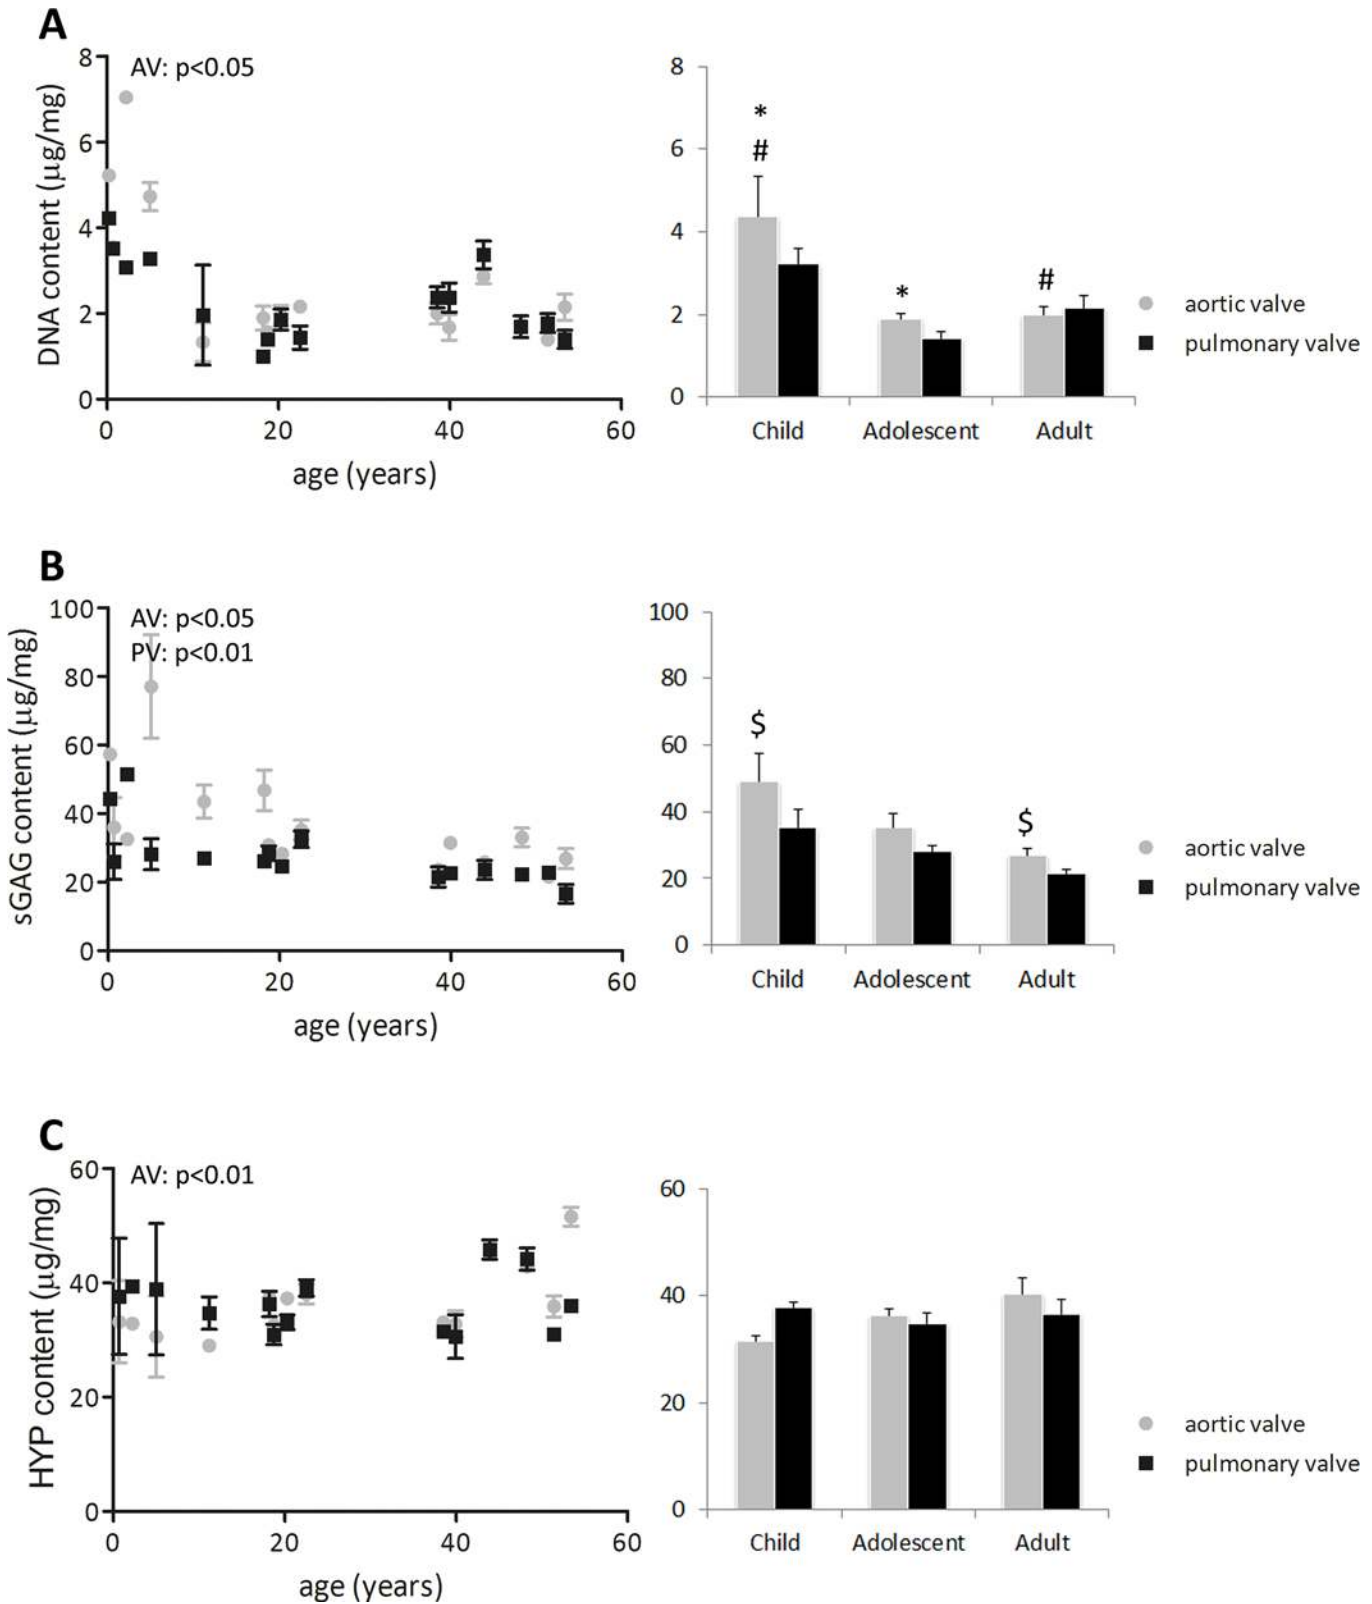 A
AV: p<0.05
DNA content (µg/mg)
8
6
4
2
0
0 20 40 60
age (years)
8
6
4
2
0
*
#
*
#
Child Adolescent Adult
aortic valve
pulmonary valve
B
AV: p<0.05
PV: p<0.01
sGAG content (µg/mg)
100
80
60
40
20
0
0 20 40 60
age (years)
100
80
60
40
20
0
$
$
Child Adolescent Adult
aortic valve
pulmonary valve
C
AV: p<0.01
HYP content (µg/mg)
60
40
20
0
0 20 40 60
age (years)
60
40
20
0
Child Adolescent Adult
aortic valve
pulmonary valve